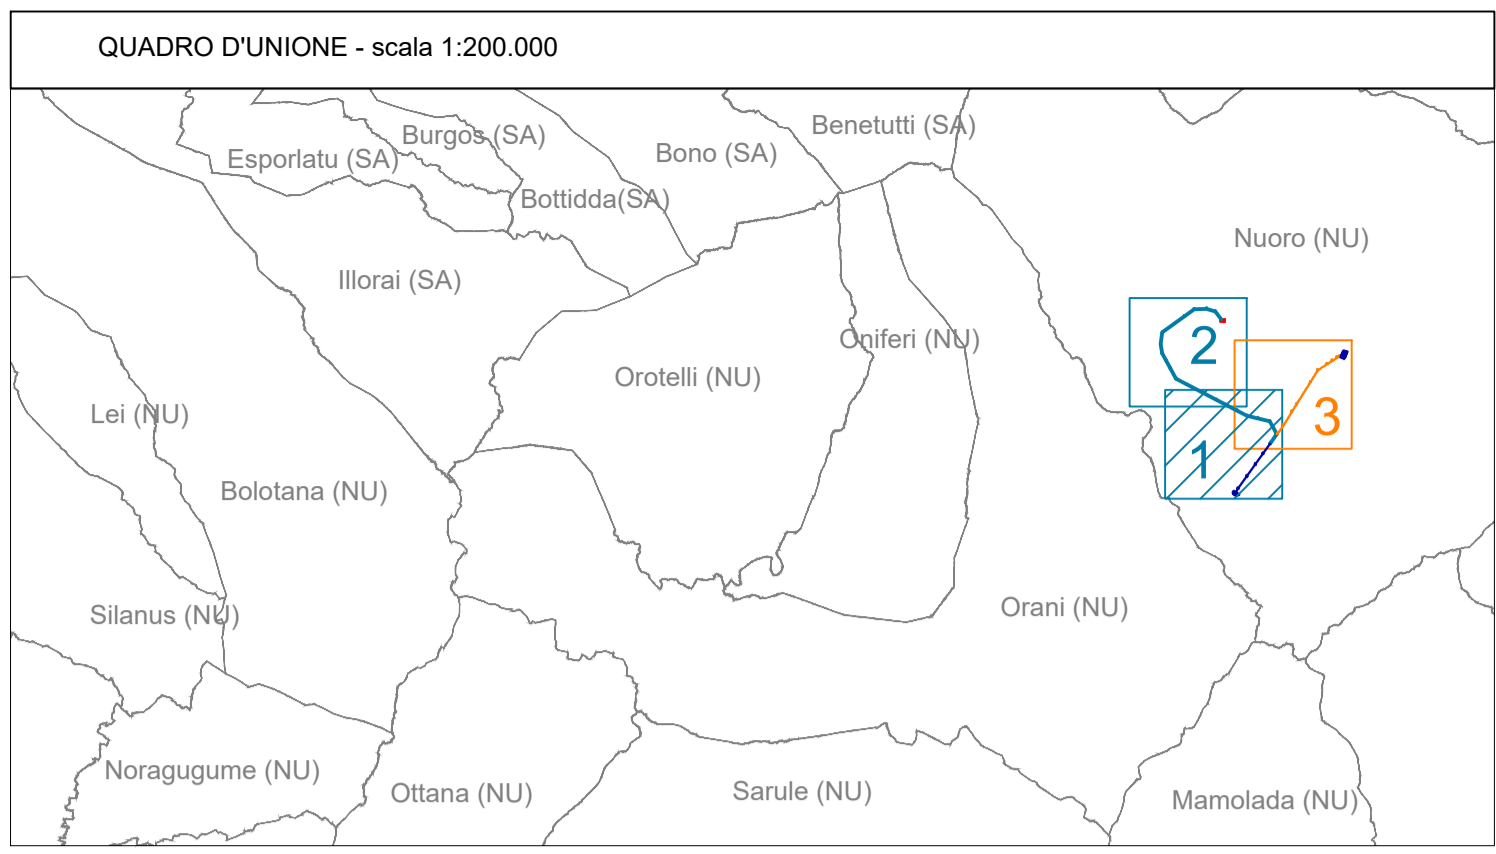 QUADRO D'UNIONE - scala 1:200.000
Benetutti (SA)
Burgos (SA)
Bono (SA)
Esporlatu (SA)
Bottidda(SA)
Nuoro (NU)
Illorai (SA)
Oniferi (NU)
2
Orotelli (NU)
Lei (NU)
3
1
Bolotana (NU)
Orani (NU)
Silanus (NU)
Noragugume (NU)
Ottana (NU)
Sarule (NU)
Mamolada (NU)